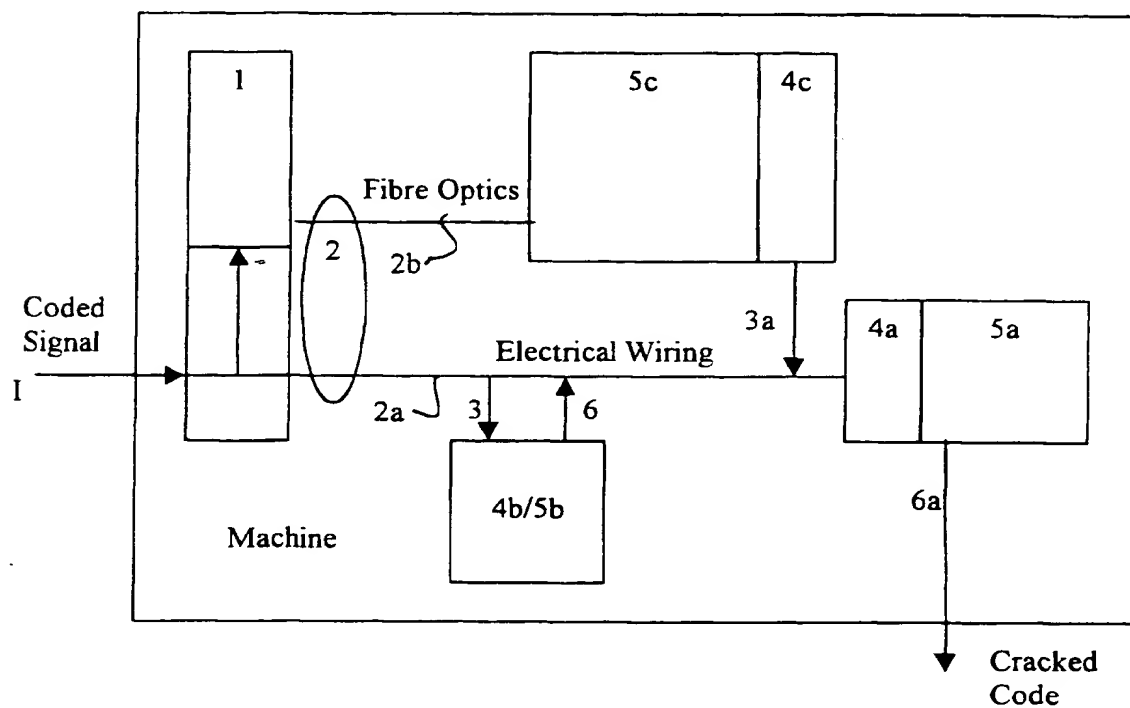 1
5c
4c
Fibre Optics
2
2b
Coded
Signal
I
3a
4a
5a
Electrical Wiring
2a
3
6
4b/5b
6a
Machine
Cracked
Code